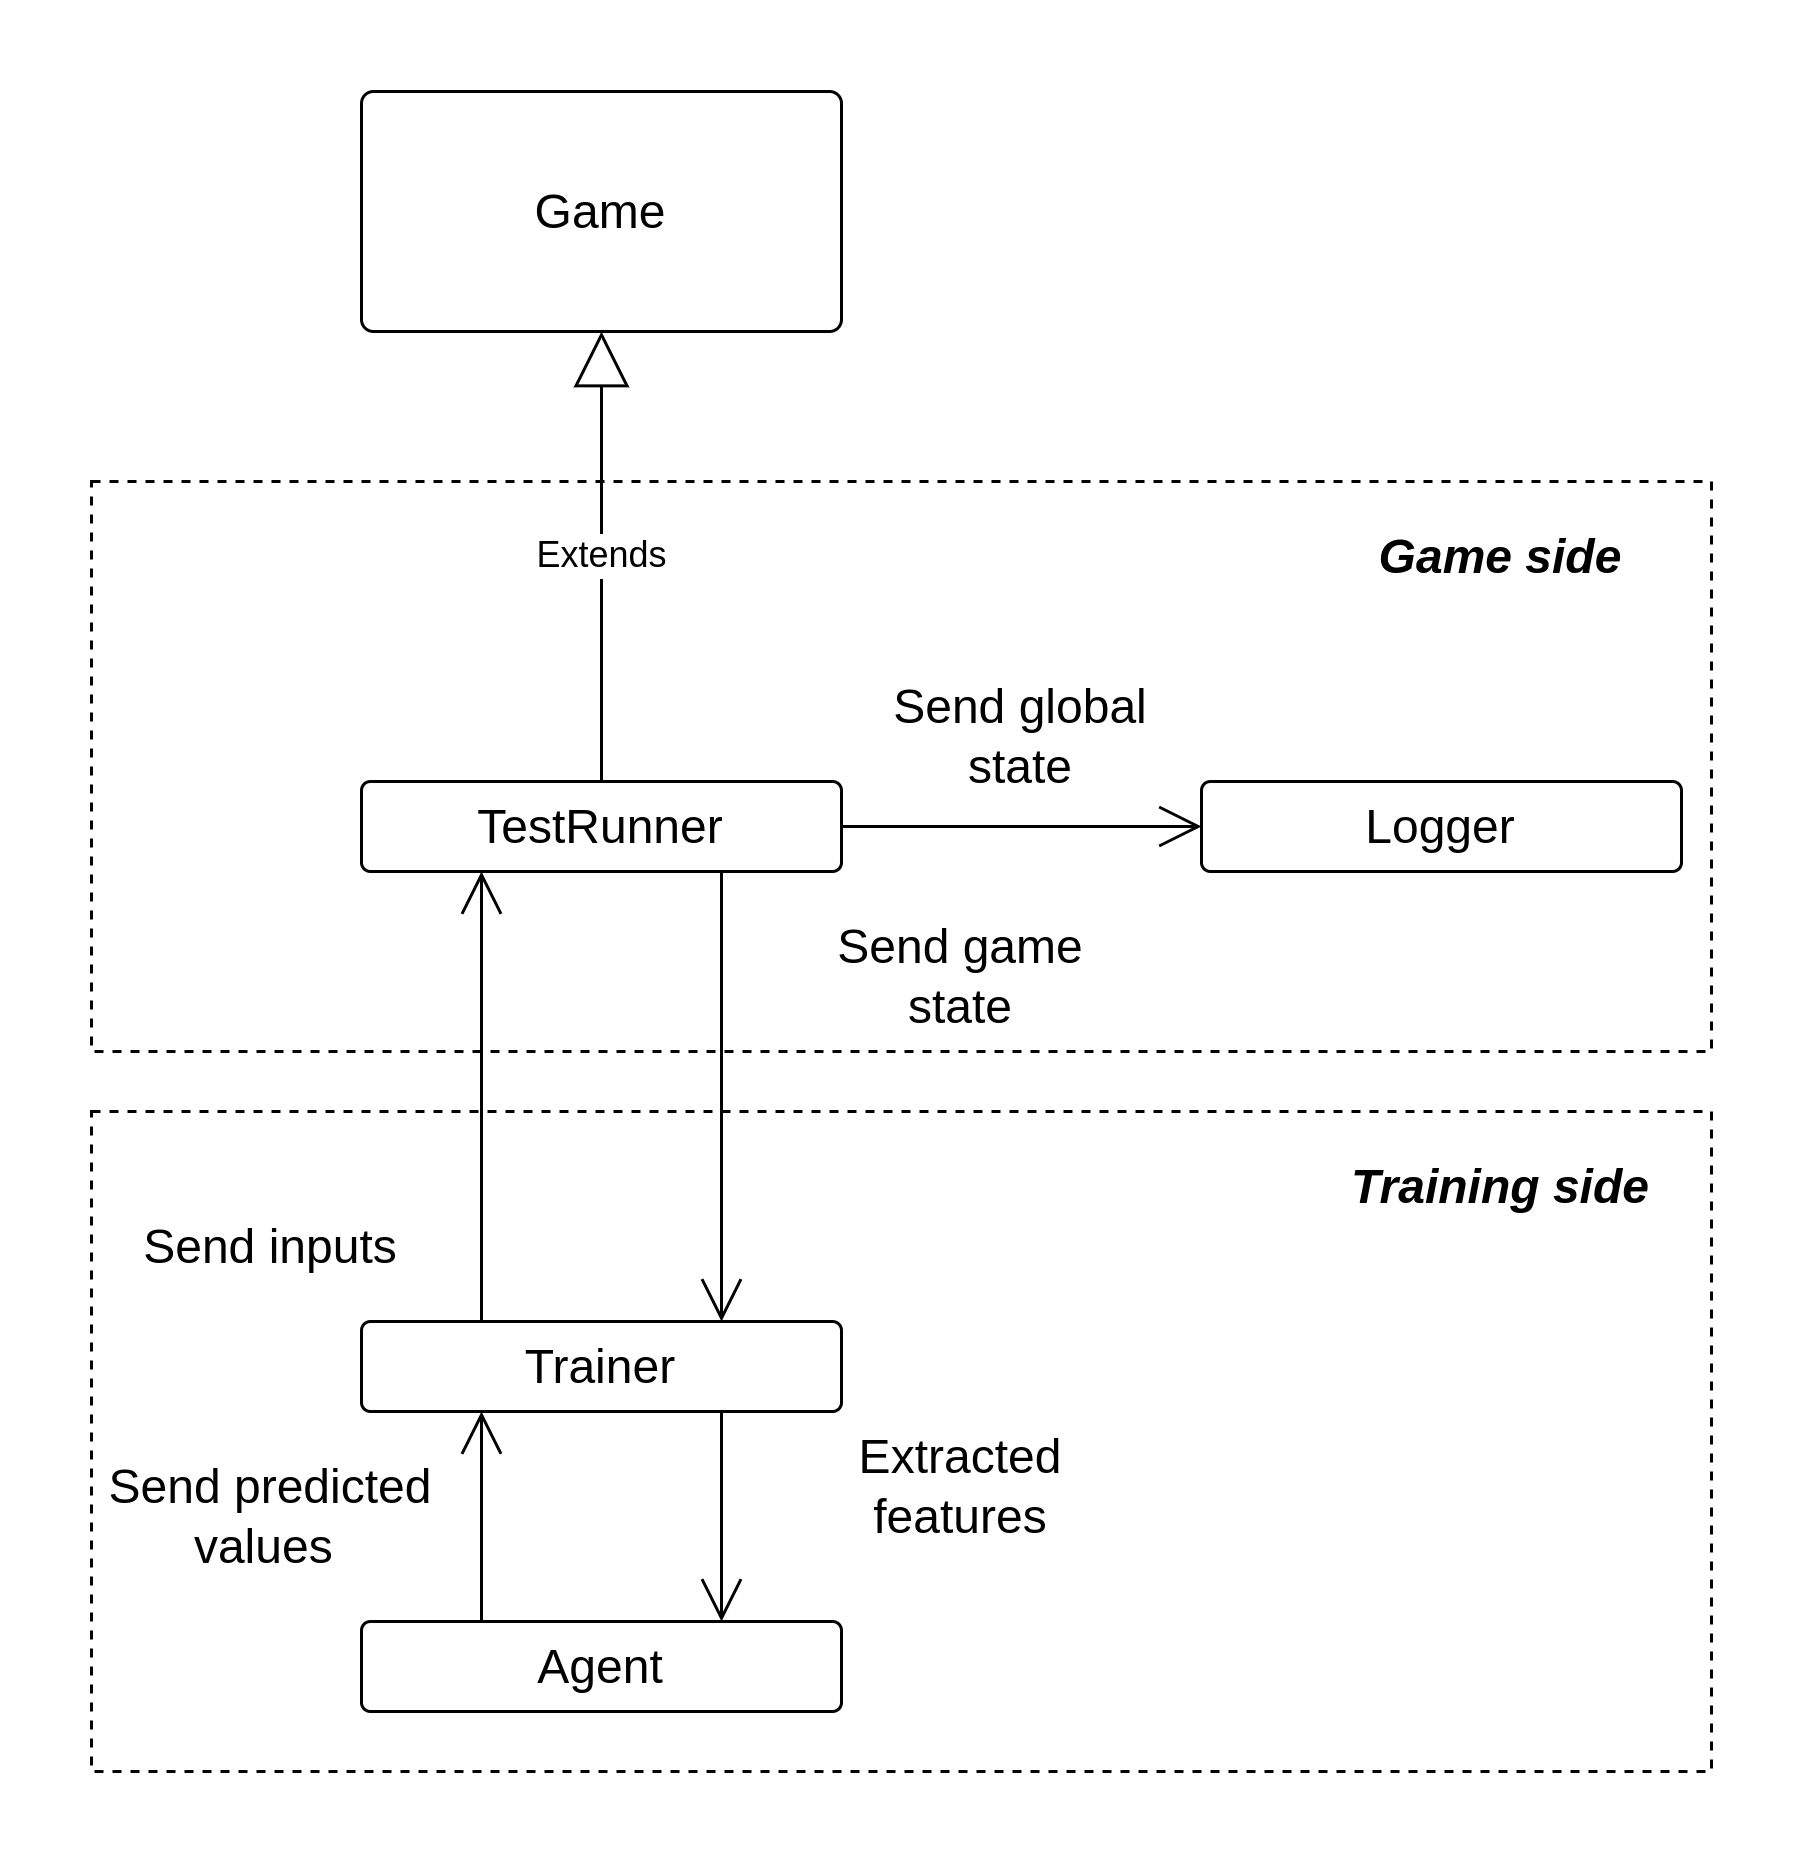 Game
Extends
Game side
Send global
state
TestRunner
Logger
Send game
state
Training side
Send inputs
Trainer
Extracted
features
Send predicted
values
Agent